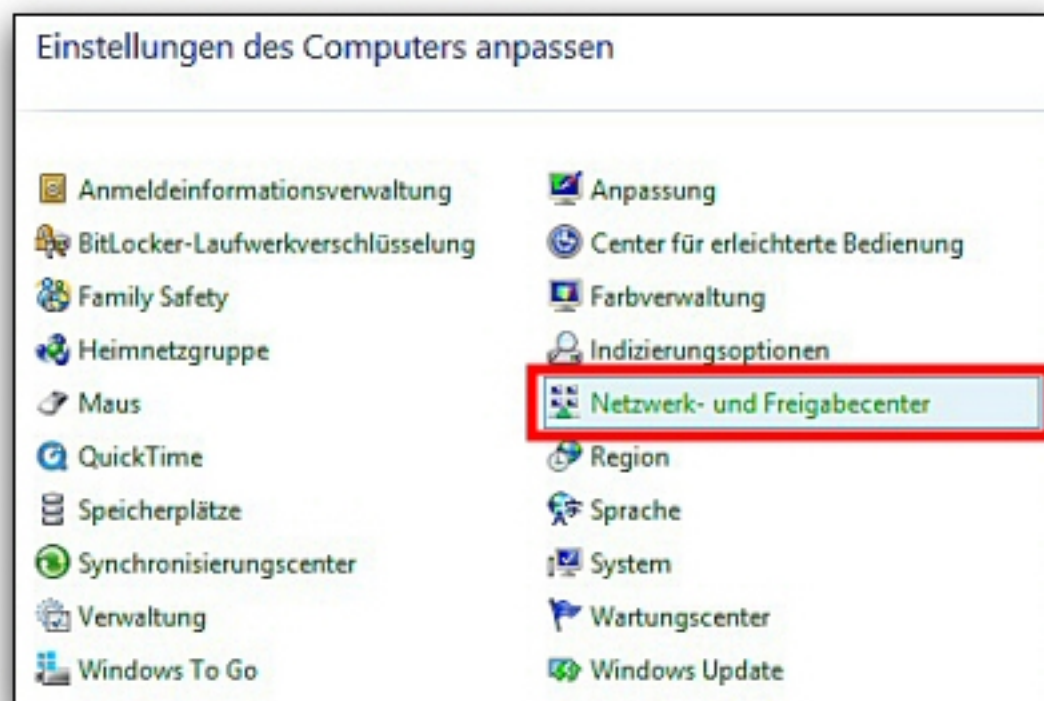 Einstellungen des Computers anpassen
Anmeldeinformationsverwaltung
Anpassung
BitLocker-Laufwerkverschlüsselung
Center für erleichterte Bedienung
Family Safety
Farbverwaltung
Heimnetzgruppe
Indizierungsoptionen
Maus
Netzwerk- und Freigabecenter
QuickTime
Region
Speicherplätze
Sprache
Synchronisierungscenter
System
Verwaltung
Wartungscenter
Windows To Go
Windows Update